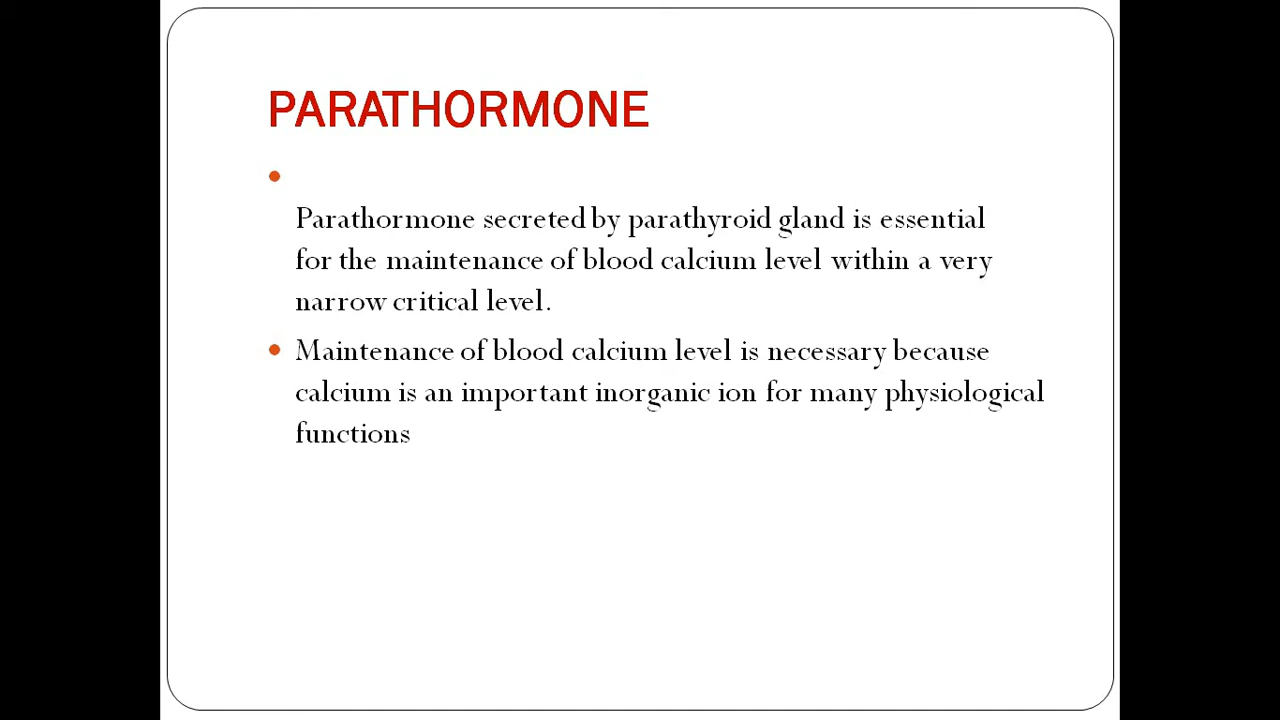 PARATHORMONE
•
Parathormone secreted by parathyroid gland is essential
for the maintenance of blood calcium level within a very
narrow critical level.
• Maintenance of blood calcium level is necessary because
calcium is an important inorganic ion for many physiological
functions